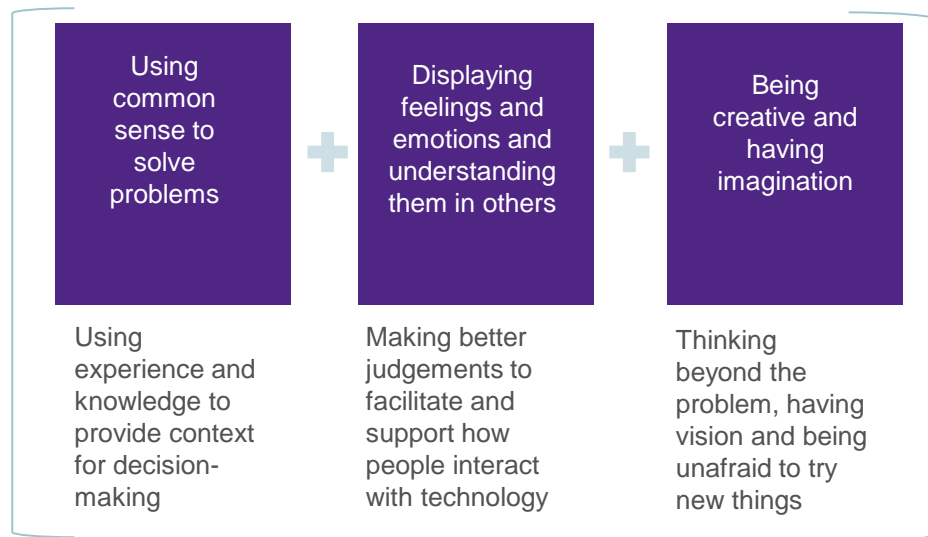 Using
common
sense to
solve
problems
Displaying
feelings and
emotions and
understanding
them in others
Being
creative and
having
imagination
Using
experience and
knowledge to
provide context
for decision-
making
Making better
judgements to
facilitate and
support how
people interact
with technology
Thinking
beyond the
problem, having
vision and being
unafraid to try
new things